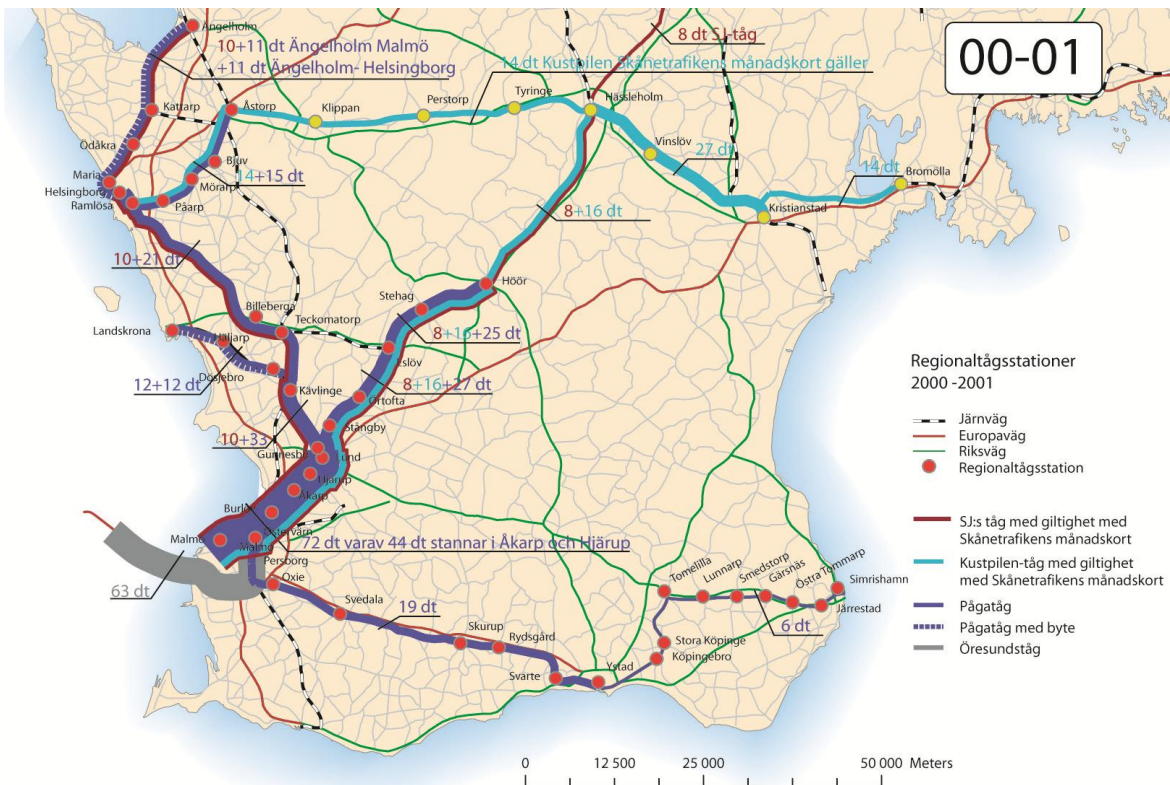 Ängelholm
10+11 dt Ängelholm Malmö
+11 dt Ängelholm- Helsingborg
8 dt SJ-tåg
00-01
14 dt Kustpilen Skånetrafikens månadskort gäller
Kattarp
Åstorp
Klippan
Perstorp
Tyringe
Hässleholm
Ödåkra
Bjuv
Vinslöv
27 dt
14+15 dt
Maria
Helsingborg
Ramlösa
Mörarp
Påarp
14 dt
Bromölla
Kristianstad
8+16 dt
10+21 dt
Höör
Stehag
Billeberga
Landskrona
Teckomatorp
Häljarp
8+16+25 dt
Eslöv
Dösjebro
12+12 dt
8+16+27 dt
Kävlinge
Örtofta
Stångby
10+33
Gunnesbo
Lund
Hjärup
Åkarp
Burlöv
Östervärn
Malmö
Malmö
72 dt varav 44 dt stannar i Åkarp och Hjärup
Persborg
Oxie
63 dt
Svedala
19 dt
Skurup
Rydsgård
Svarte
Ystad
Tomelilla
Lunnarp
Smedstorp
Gärsnäs
Östra Tommarp
Simrishamn
Järrestad
6 dt
Stora Köpinge
Köpingebro
Regionaltågsstationer
2000 -2001
Järnväg
Europaväg
Riksväg
Regionaltågsstation
SJ:s tåg med giltighet med
Skånetrafikens månadskort
Kustpilen-tåg med giltighet
med Skånetrafikens månadskort
Pågatåg
Pågatåg med byte
Öresundståg
0 12 500 25 000 50 000 Meters